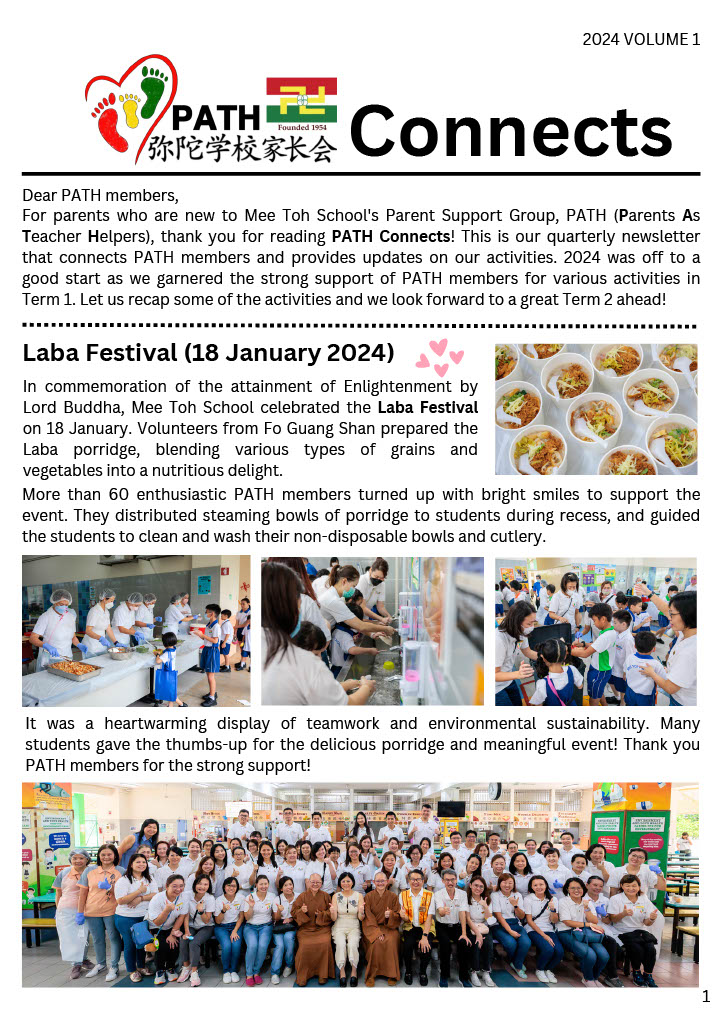 2024 VOLUME 1
PATH
Founded 1954
弥陀学校家长会
Connects
Dear PATH members,
For parents who are new to Mee Toh School's Parent Support Group, PATH (Parents As
Teacher Helpers), thank you for reading PATH Connects! This is our quarterly newsletter
that connects PATH members and provides updates on our activities. 2024 was off to a
good start as we garnered the strong support of PATH members for various activities in
Term 1. Let us recap some of the activities and we look forward to a great Term 2 ahead!
Laba Festival (18 January 2024)
In commemoration of the attainment of Enlightenment by
Lord Buddha, Mee Toh School celebrated the Laba Festival
on 18 January. Volunteers from Fo Guang Shan prepared the
Laba porridge, blending various types of grains and
vegetables into a nutritious delight.
More than 60 enthusiastic PATH members turned up with bright smiles to support the
event. They distributed steaming bowls of porridge to students during recess, and guided
the students to clean and wash their non-disposable bowls and cutlery.
It was a heartwarming display of teamwork and environmental sustainability. Many
students gave the thumbs-up for the delicious porridge and meaningful event! Thank you
PATH members for the strong support!
1